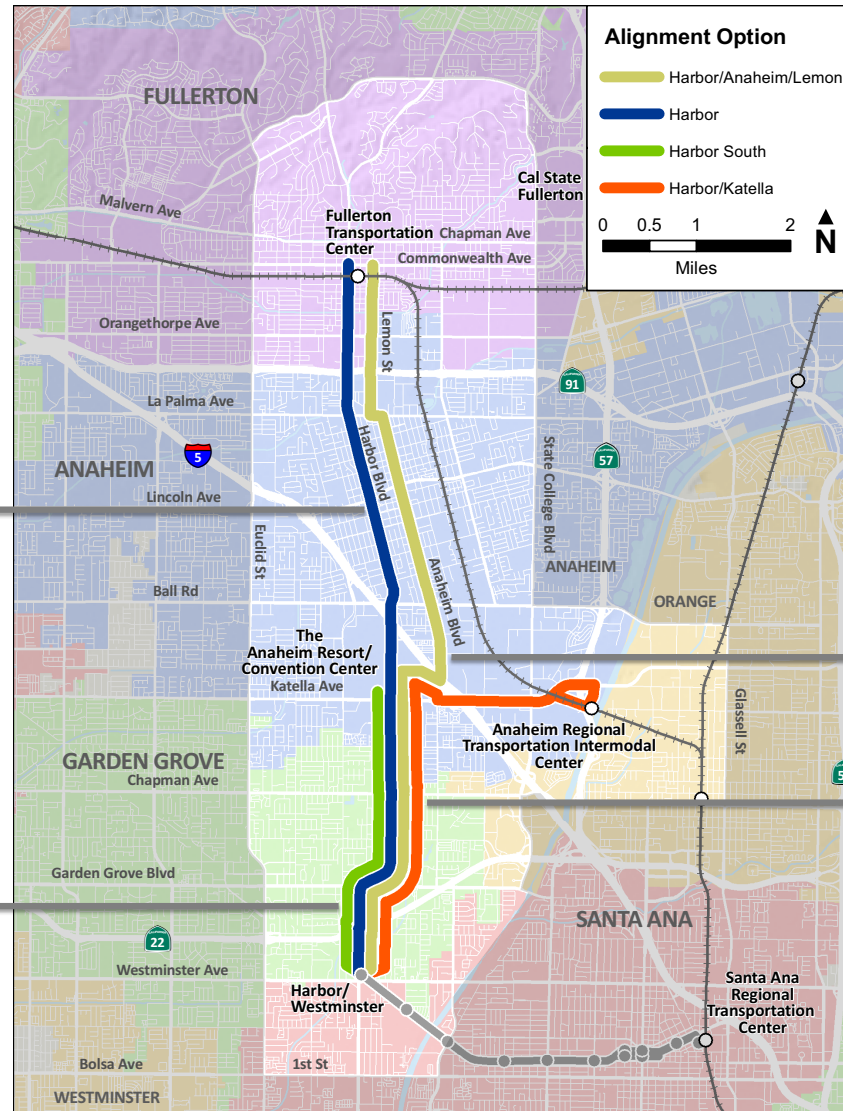 Alignment Option
Harbor/Anaheim/Lemon
Harbor
Harbor South
Harbor/Katella
0 0.5 1 2
Miles
N
FULLERTON
Cal State
Fullerton
Malvern Ave
Fullerton
Transportation
Center
Chapman Ave
Commonwealth Ave
Orangethorpe Ave
Lemon St
91
La Palma Ave
Harbor Blvd
State College Blvd
57
5
ANAHEIM
Lincoln Ave
Euclid St
Anaheim Blvd
ANAHEIM
Ball Rd
ORANGE
The
Anaheim Resort/
Convention Center
Katella Ave
Glassell St
Anaheim Regional
Transportation Intermodal
Center
GARDEN GROVE
Chapman Ave
5
Garden Grove Blvd
SANTA ANA
22
Westminster Ave
Harbor/
Westminster
Santa Ana
Regional
Transportation
Center
Bolsa Ave
1st St
WESTMINSTER